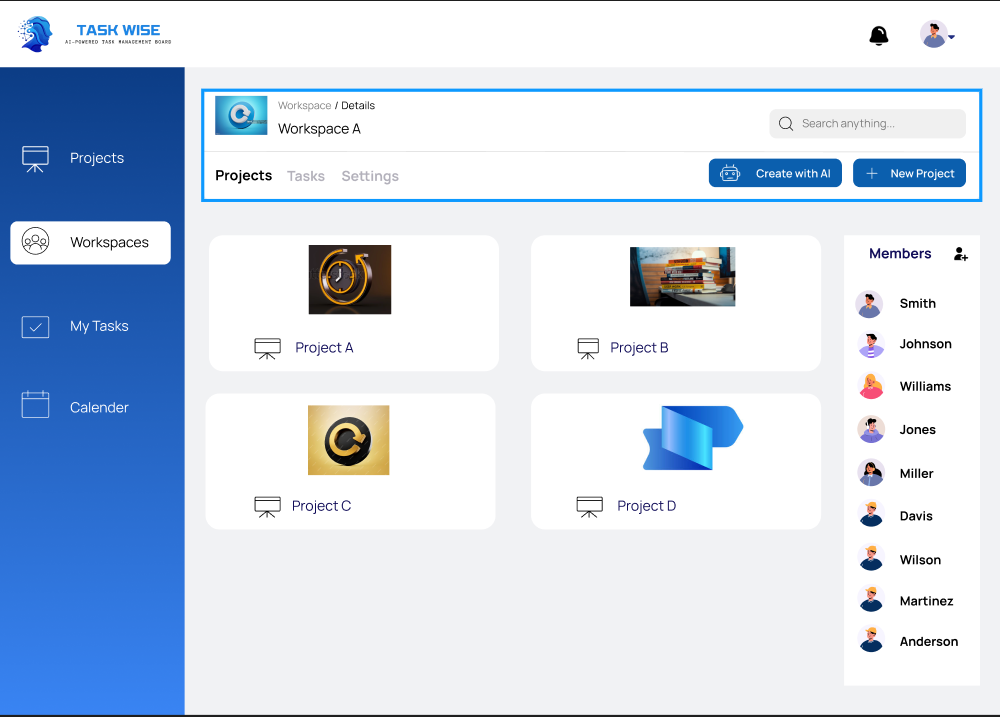 TASK WISE
AI-POWERED TASK MANAGEMENT BOARD
Projects
Workspaces
My Tasks
Calender
Workspace / Details
Workspace A
Search anything...
Projects Tasks Settings
Create with AI
New Project
Project A
Project B
Project C
Project D
Members
Smith
Johnson
Williams
Jones
Miller
Davis
Wilson
Martinez
Anderson